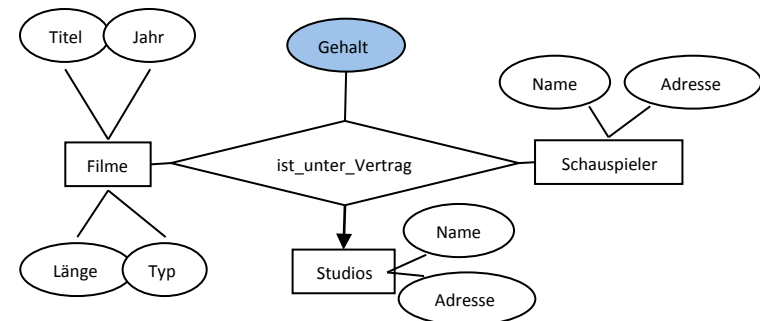 Titel
Jahr
Gehalt
Name
Adresse
Filme
ist_unter_Vertrag
Schauspieler
Länge
Typ
Studios
Name
Adresse